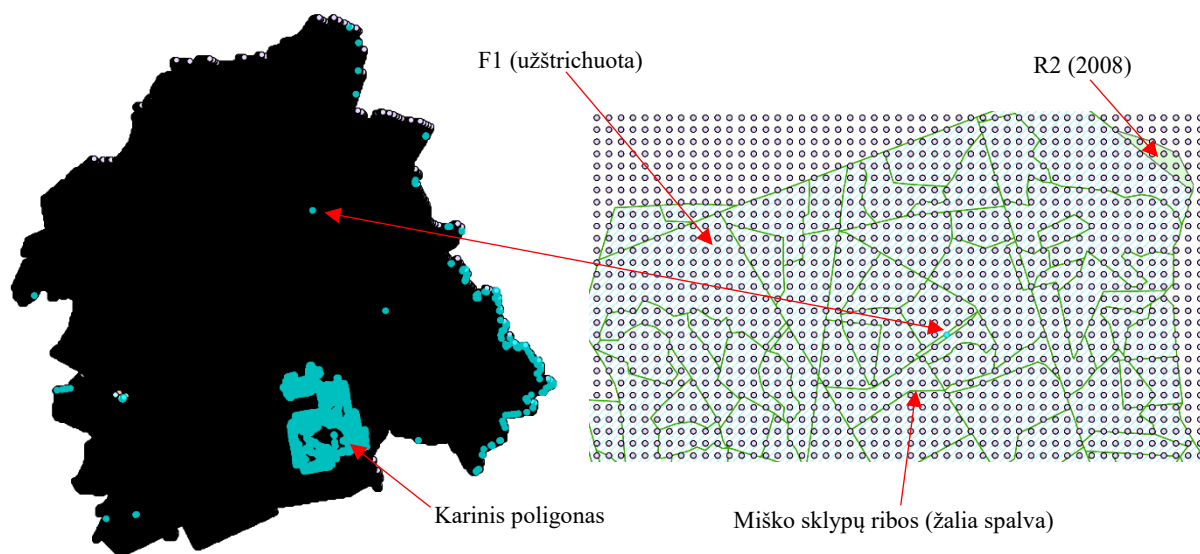 F1 (užštrichuota)
R2 (2008)
Karinis poligonas
Miško sklypų ribos (žalia spalva)